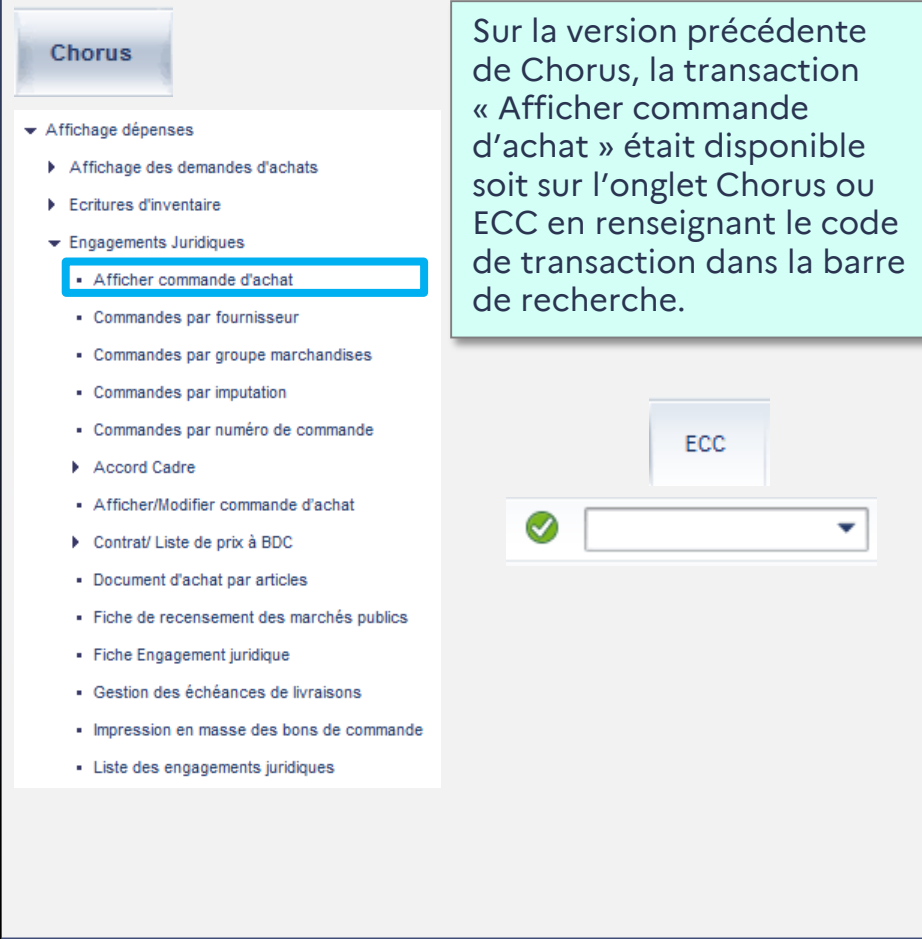 Chorus
Affichage dépenses
Affichage des demandes d'achats
Ecritures d'inventaire
Engagements Juridiques
Afficher commande d'achat
Commandes par fournisseur
Commandes par groupe marchandises
Commandes par imputation
Commandes par numéro de commande
Accord Cadre
Afficher/Modifier commande d'achat
Contrat/ Liste de prix à BDC
Document d'achat par articles
Fiche de recensement des marchés publics
Fiche Engagement juridique
Gestion des échéances de livraisons
Impression en masse des bons de commande
Liste des engagements juridiques
Sur la version précédente
de Chorus, la transaction
« Afficher commande
d’achat » était disponible
soit sur l’onglet Chorus ou
ECC en renseignant le code
de transaction dans la barre
de recherche.
ECC